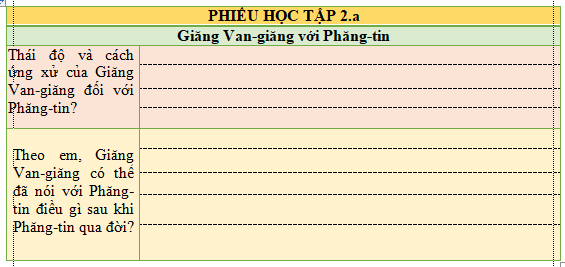 PHIẾU HỌC TẬP 2.a
Giăng Van-giăng với Phăng-tin
Thái độ và cách
ứng xử của Giăng
Van-giăng đối với
Phăng-tin?
Theo em, Giăng
Van-giăng có thể
đã nói với Phăng-
tin điều gì sau khi
Phăng-tin qua đời?